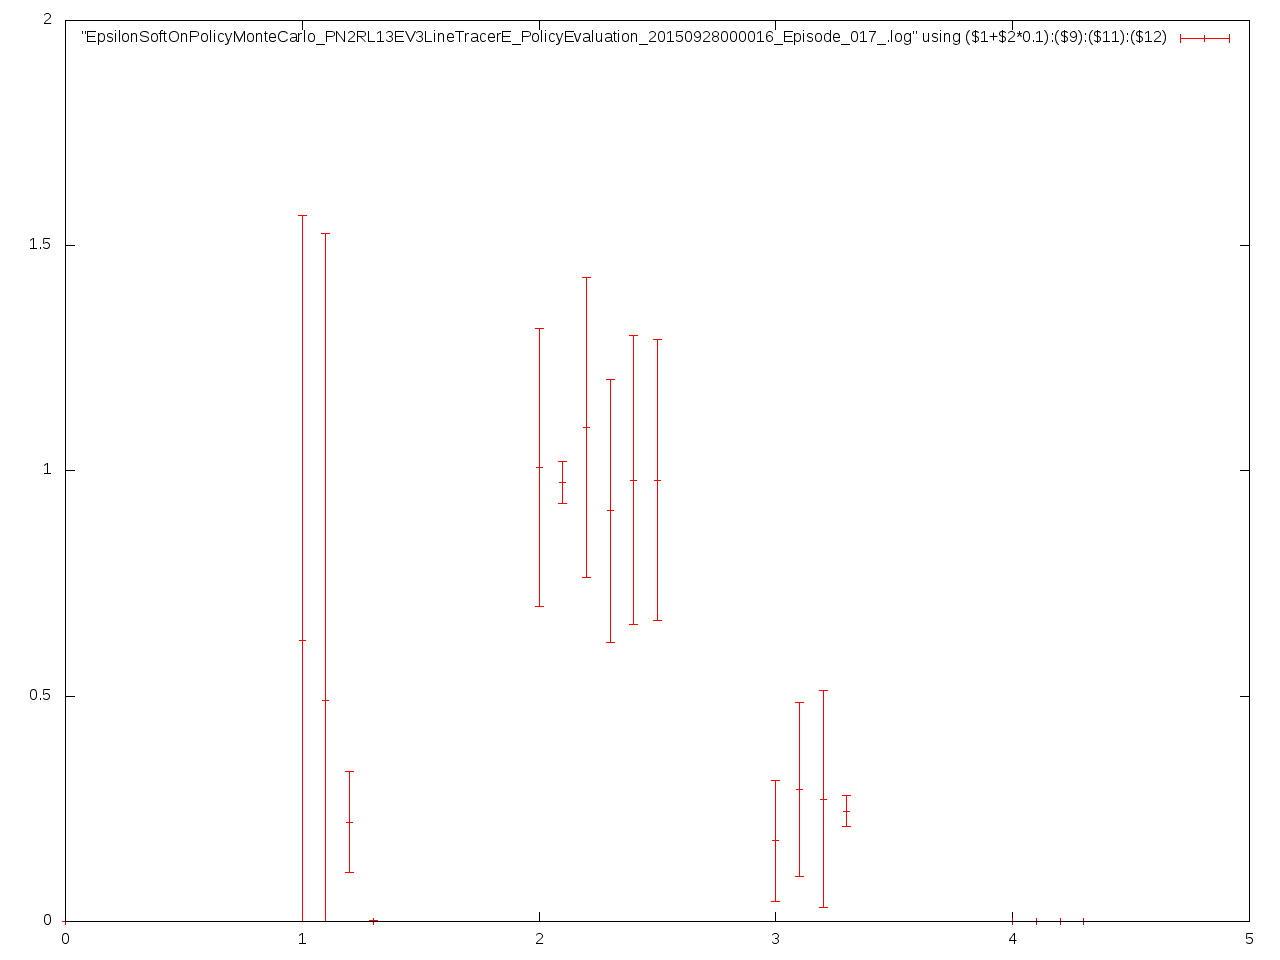 2
"EpsilonSoftOnPolicyMonteCarlo_PN2RL13EV3LineTracerE_PolicyEvaluation_20150928000016_Episode_017_.log" using ($1+$2*0.1):($9):($11):($12)
1.5
1
0.5
0
0 1 2 3 4 5